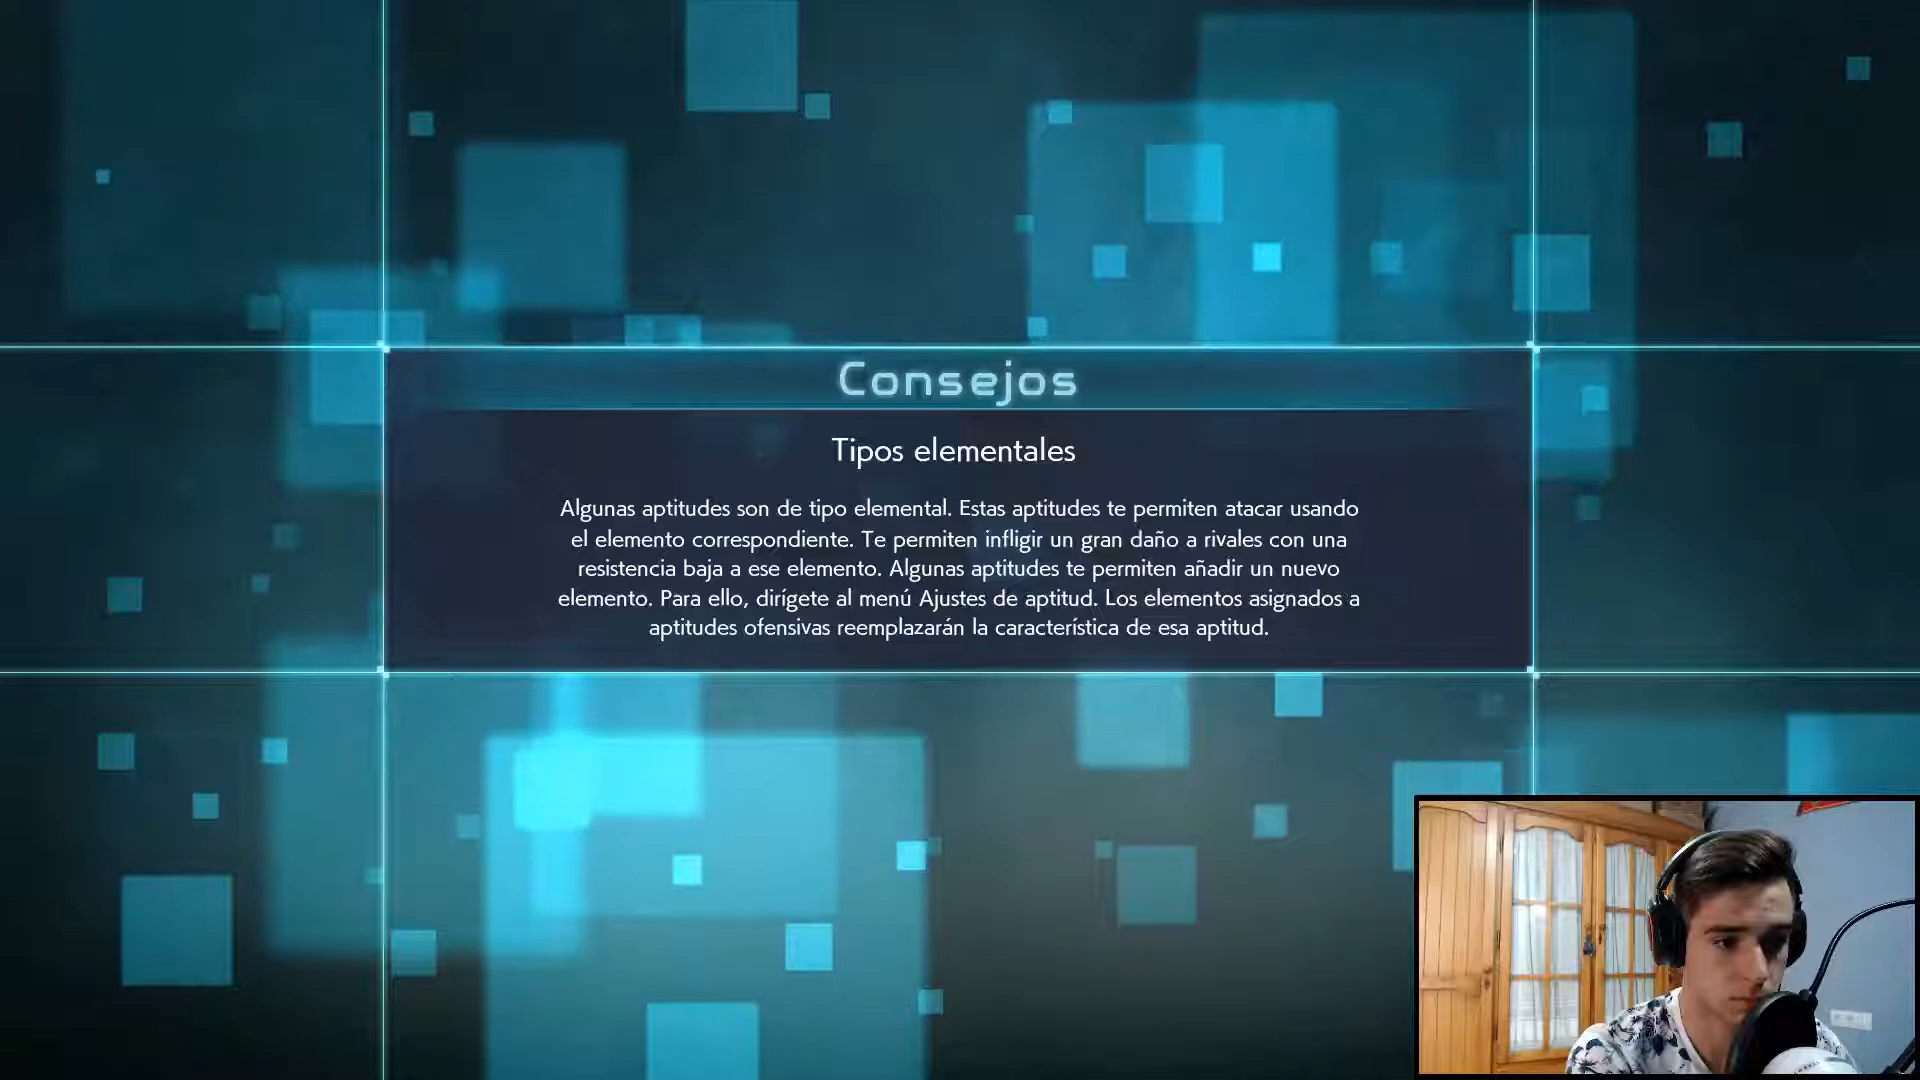 Consejos
Tipos elementales
Algunas aptitudes son de tipo elemental. Estas aptitudes te permiten atacar usando
el elemento correspondiente. Te permiten infligir un gran daño a rivales con una
resistencia baja a ese elemento. Algunas aptitudes te permiten añadir un nuevo
elemento. Para ello, dirígete al menú Ajustes de aptitud. Los elementos asignados a
aptitudes ofensivas reemplazarán la característica de esa aptitud.